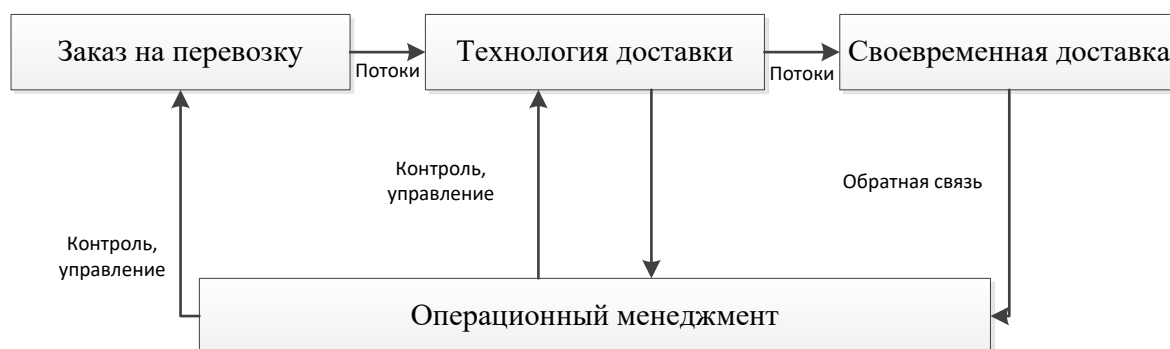 Заказ на перевозку
Потоки
Технология доставки
Потоки
Своевременная доставка
Контроль,
управление
Контроль,
управление
Обратная связь
Операционный менеджмент